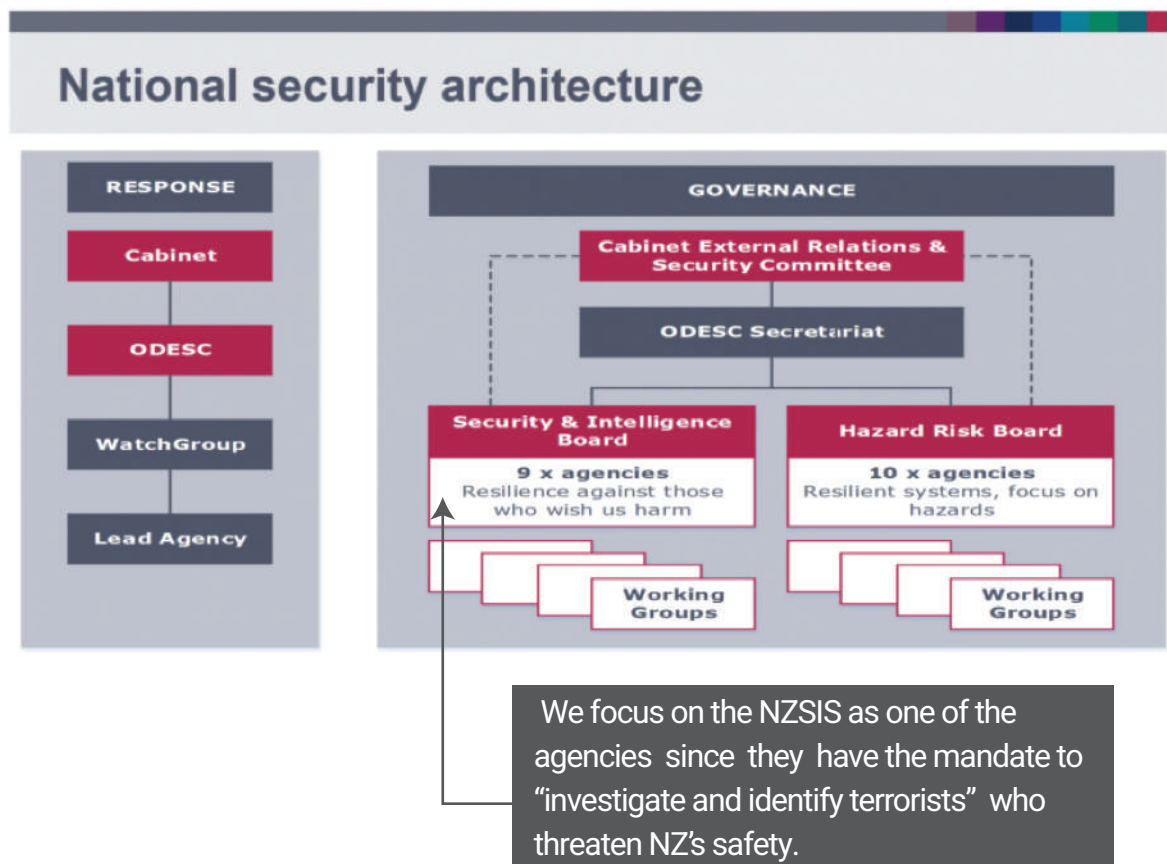 National security architecture
RESPONSE
Cabinet
ODESC
WatchGroup
Lead Agency
GOVERNANCE
Cabinet External Relations &
Security Committee
ODESC Secretariat
Security & Intelligence
Board
9 x agencies
Resilience against those
who wish us harm
Working
Groups
Hazard Risk Board
10 x agencies
Resilient systems, focus on
hazards
Working
Groups
We focus on the NZSIS as one of the
agencies since they have the mandate to
“investigate and identify terrorists” who
threaten NZ’s safety.